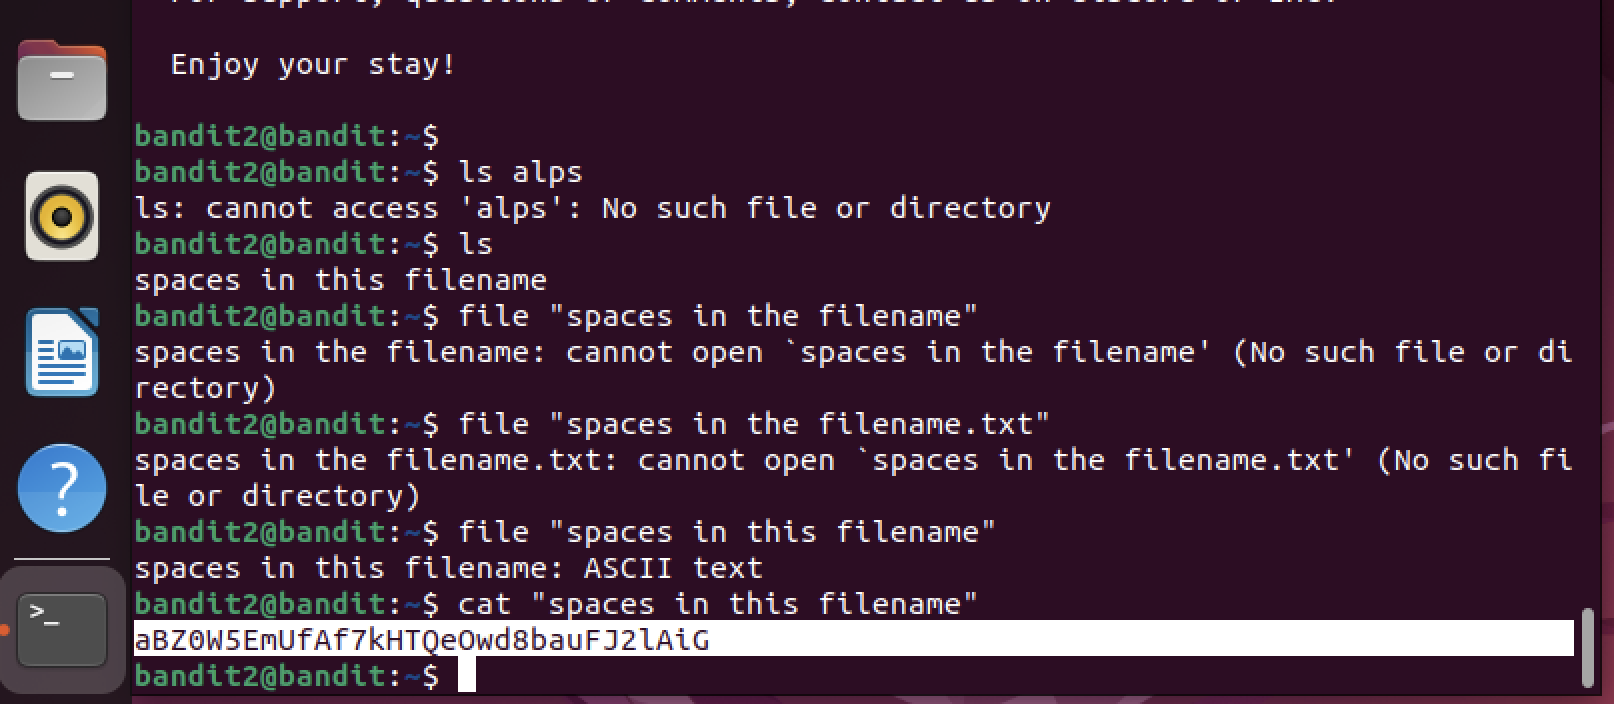 Enjoy your stay!
bandit2@bandit:~$
bandit2@bandit:~$ ls alps
ls: cannot access 'alps': No such file or directory
bandit2@bandit:~$ ls
spaces in this filename
bandit2@bandit:~$ file "spaces in the filename"
spaces in the filename: cannot open `spaces in the filename' (No such file or di
rectory)
bandit2@bandit:~$ file "spaces in the filename.txt"
spaces in the filename.txt: cannot open `spaces in the filename.txt' (No such fi
le or directory)
bandit2@bandit:~$ file "spaces in this filename"
spaces in this filename: ASCII text
bandit2@bandit:~$ cat "spaces in this filename"
aBZ0W5EmUfAf7kHTQeOwd8bauFJ2lAiG
bandit2@bandit:~$